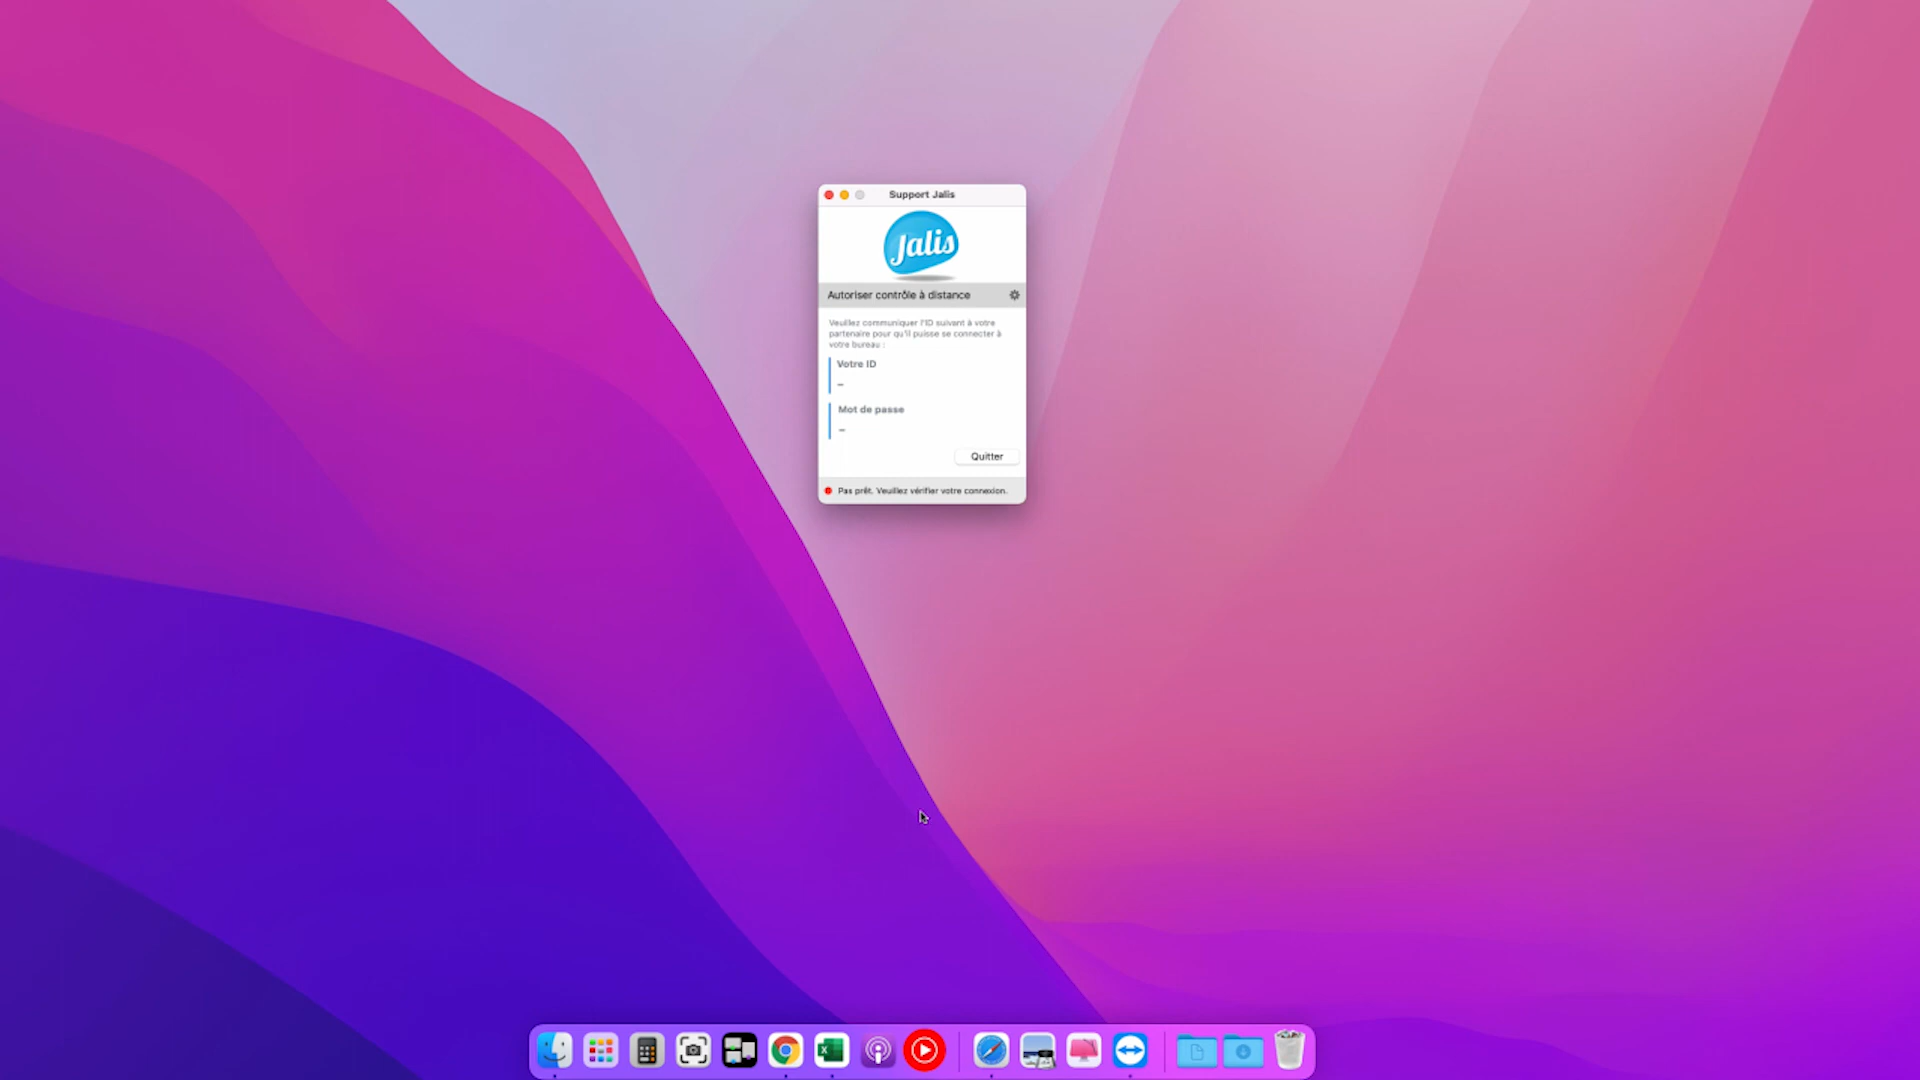 Support Jalis
Jalis
Autoriser contrôle à distance
Veuillez communiquer l'ID suivant à votre
partenaire pour qu'il puisse se connecter à
votre bureau :
Votre ID
–
Mot de passe
–
Quitter
Pas prêt. Veuillez vérifier votre connexion.